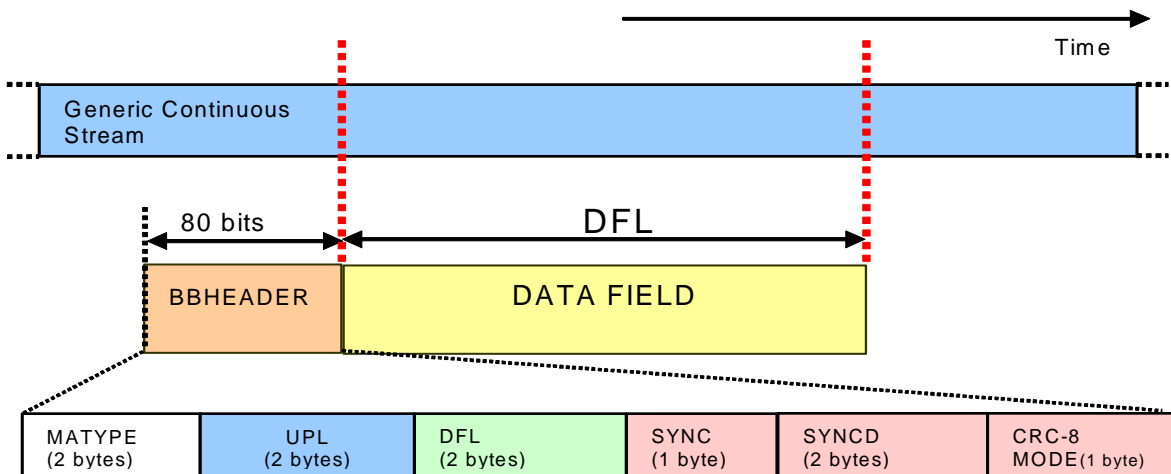 Time
Generic Continuous
Stream
80 bits
DFL
BBHEADER
DATA FIELD
MATYPE
(2 bytes)
UPL
(2 bytes)
DFL
(2 bytes)
SYNC
(1 byte)
SYNCD
(2 bytes)
CRC-8
MODE(1 byte)